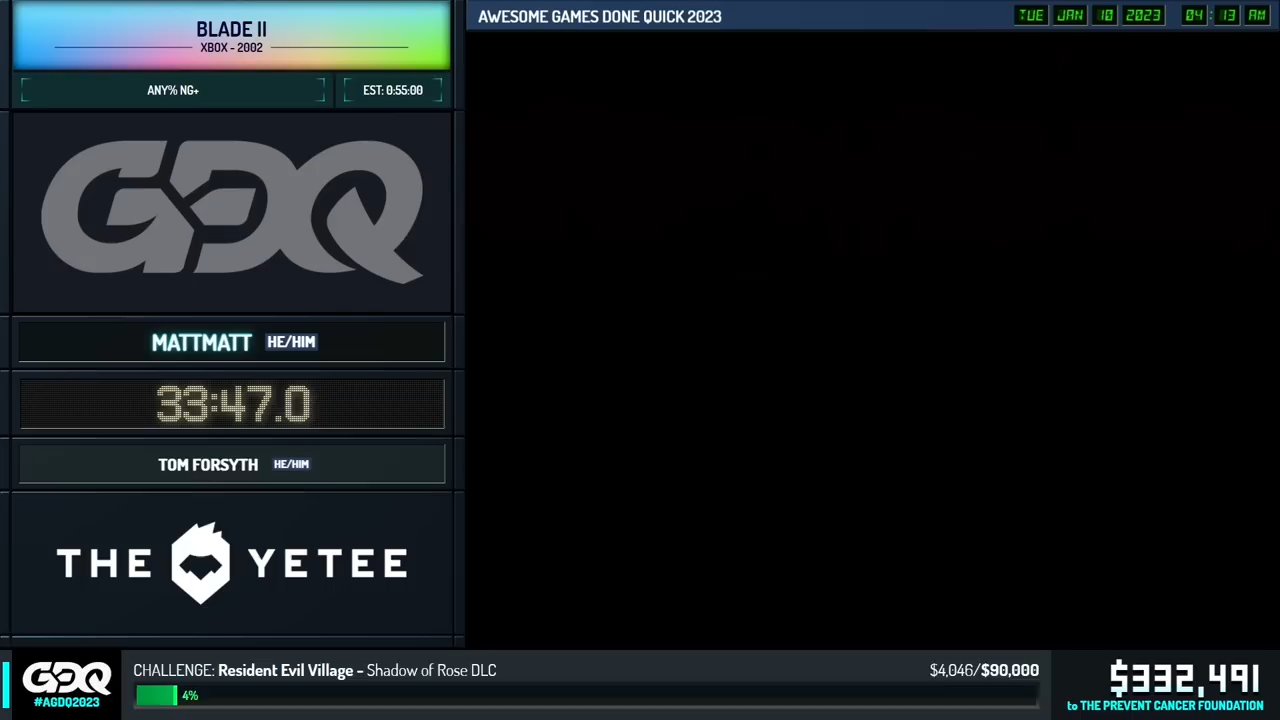 BLADE II
XBOX - 2002
ANY% NG+
EST: 0:55:00
GDQ
MATTMATT HE/HIM
33:47.0
TOM FORSYTH HE/HIM
THE YETEE
AWESOME GAMES DONE QUICK 2023
TUE JAN 10 2023 04:13 AM
GDQ
#AGDQ2023
CHALLENGE: Resident Evil Village - Shadow of Rose DLC
$4,046/$90,000
4%
$332,491
to THE PREVENT CANCER FOUNDATION